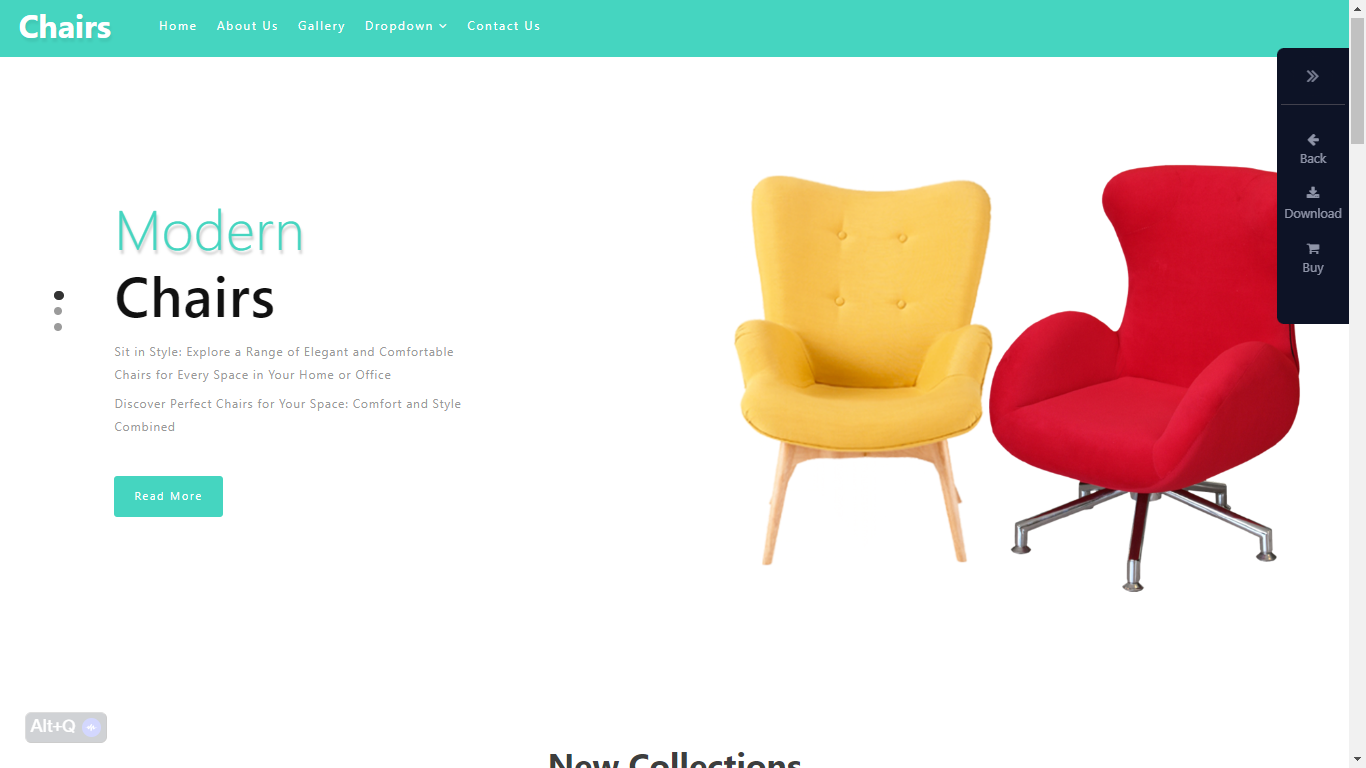 Chairs
Home About Us Gallery Dropdown Contact Us
Back
Download
Buy
Modern
Chairs
Sit in Style: Explore a Range of Elegant and Comfortable
Chairs for Every Space in Your Home or Office
Discover Perfect Chairs for Your Space: Comfort and Style
Combined
Read More
Alt+Q
New Collections